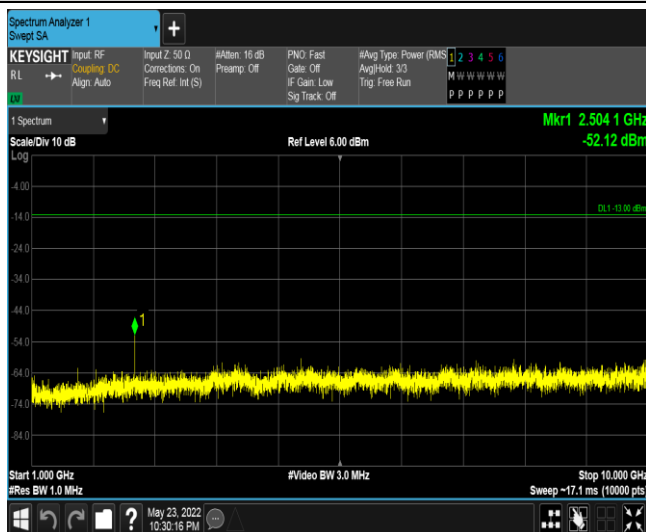 Spectrum Analyzer 1
Swept SA
+
KEYSIGHT
RL
Input: RF
Coupling: DC
Align: Auto
Input Z: 50 Ω
Corrections: On
Freq Ref: Int (S)
#Atten: 16 dB
Preamp: Off
PNO: Fast
Gate: Off
IF Gain: Low
Sig Track: Off
#Avg Type: Power (RMS
Avg|Hold: 3/3
Trig: Free Run
1 2 3 4 5 6
M W W W W W
P P P P P P
1 Spectrum
Mkr1 2.504 1 GHz
-52.12 dBm
Scale/Div 10 dB
Ref Level 6.00 dBm
Log
-4.00
DL1 -13.00 dBm
-14.0
-24.0
-34.0
-44.0
1
-54.0
-64.0
-74.0
-84.0
Start 1.000 GHz
#Video BW 3.0 MHz
Stop 10.000 GHz
#Res BW 1.0 MHz
Sweep ~17.1 ms (10000 pts)
?
May 23, 2022
10:30:16 PM